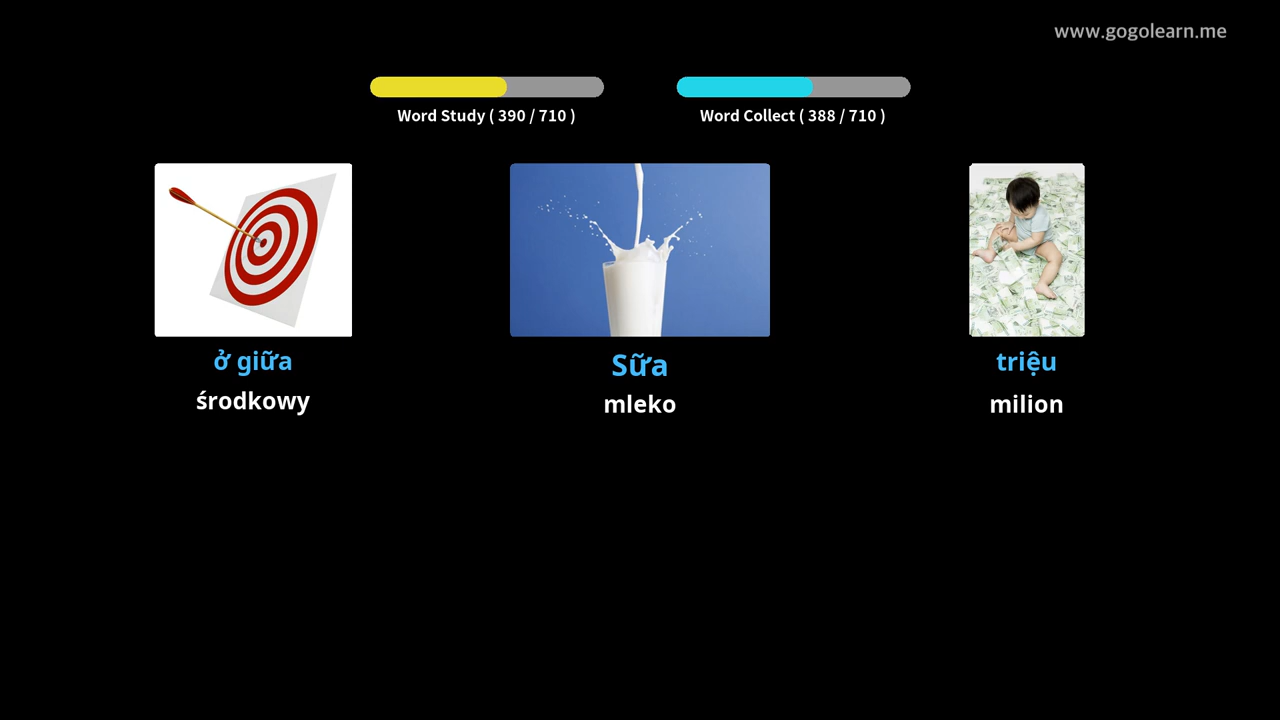 www.gogolearn.me
Word Study ( 390 / 710 )
Word Collect ( 388 / 710 )
ở giữa
środkowy
Sữa
mleko
triệu
milion